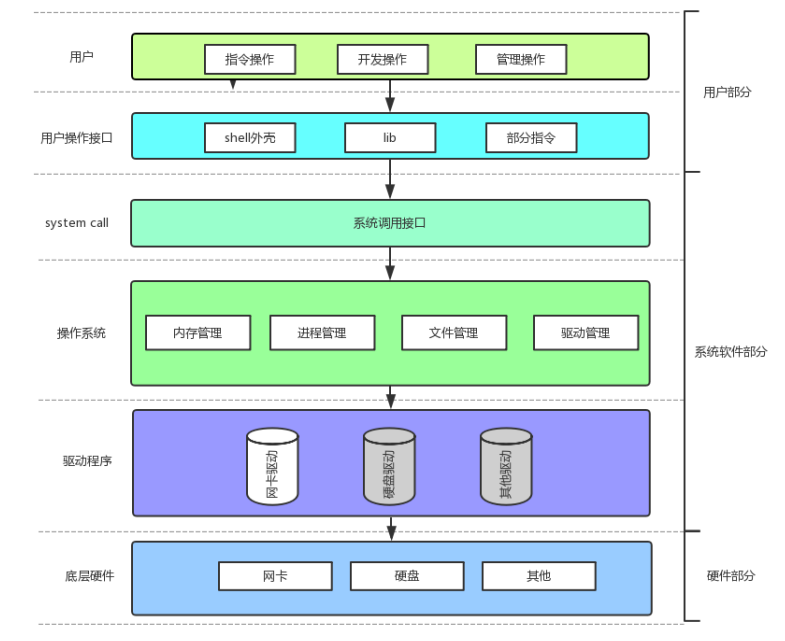 用户
指令操作
开发操作
管理操作
用户部分
用户操作接口
shell外壳
lib
部分指令
system call
系统调用接口
操作系统
内存管理
进程管理
文件管理
驱动管理
系统软件部分
驱动程序
网卡驱动
硬盘驱动
其他驱动
底层硬件
网卡
硬盘
其他
硬件部分